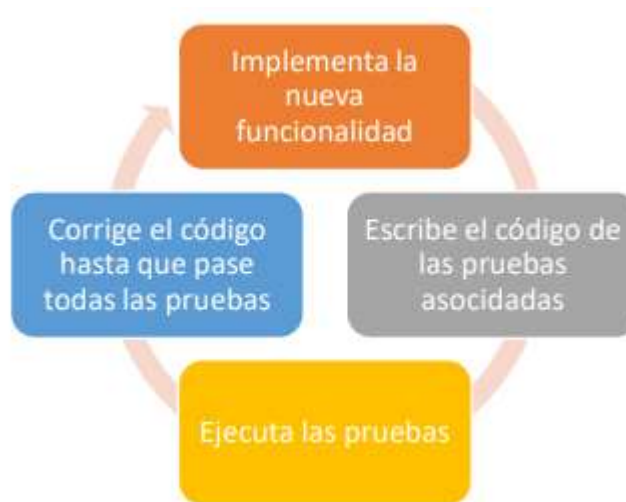 Implementa la
nueva
funcionalidad
Corrige el código
hasta que pase
todas las pruebas
Escribe el código de
las pruebas
asocidadas
Ejecuta las pruebas